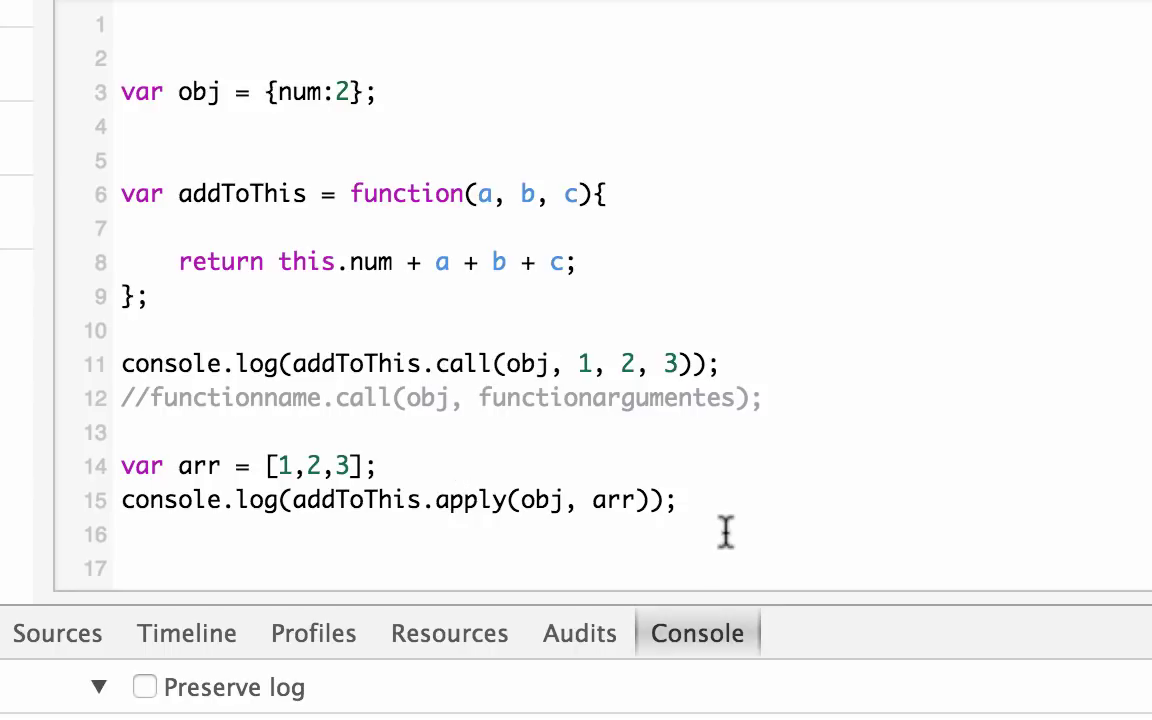 1
2
3 var obj = {num:2};
4
5
6 var addToThis = function(a, b, c){
7
8     return this.num + a + b + c;
9 };
10
11 console.log(addToThis.call(obj, 1, 2, 3));
12 //functionname.call(obj, functionargumentes);
13
14 var arr = [1,2,3];
15 console.log(addToThis.apply(obj, arr));
16
17
Sources Timeline Profiles Resources Audits Console
Preserve log